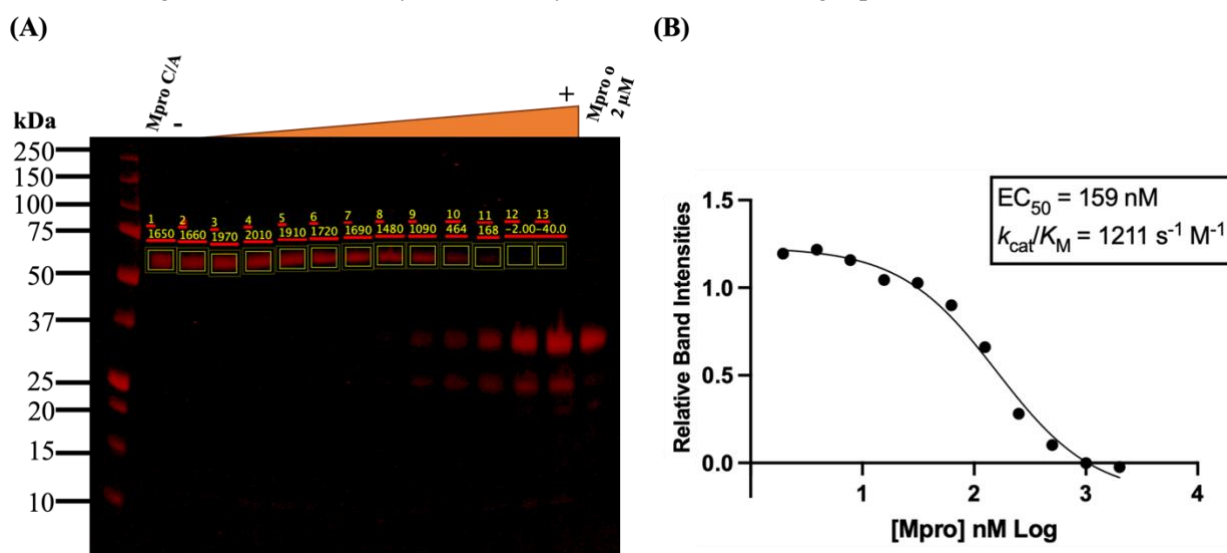 (A)
(B)
Mpro C/A
-
+
Mpro o
2 μM
kDa
250
150
100
75
50
37
25
20
15
10
1 2 3 4 5 6 7 8 9 10 11 12 13
1650 1660 1970 2010 1910 1720 1690 1480 1090 464 168 -2.00 -40.0
EC50 = 159 nM
kcat/KM = 1211 s-1 M-1
Relative Band Intensities
1.5
1.0
0.5
0.0
1 2 3 4
[Mpro] nM Log